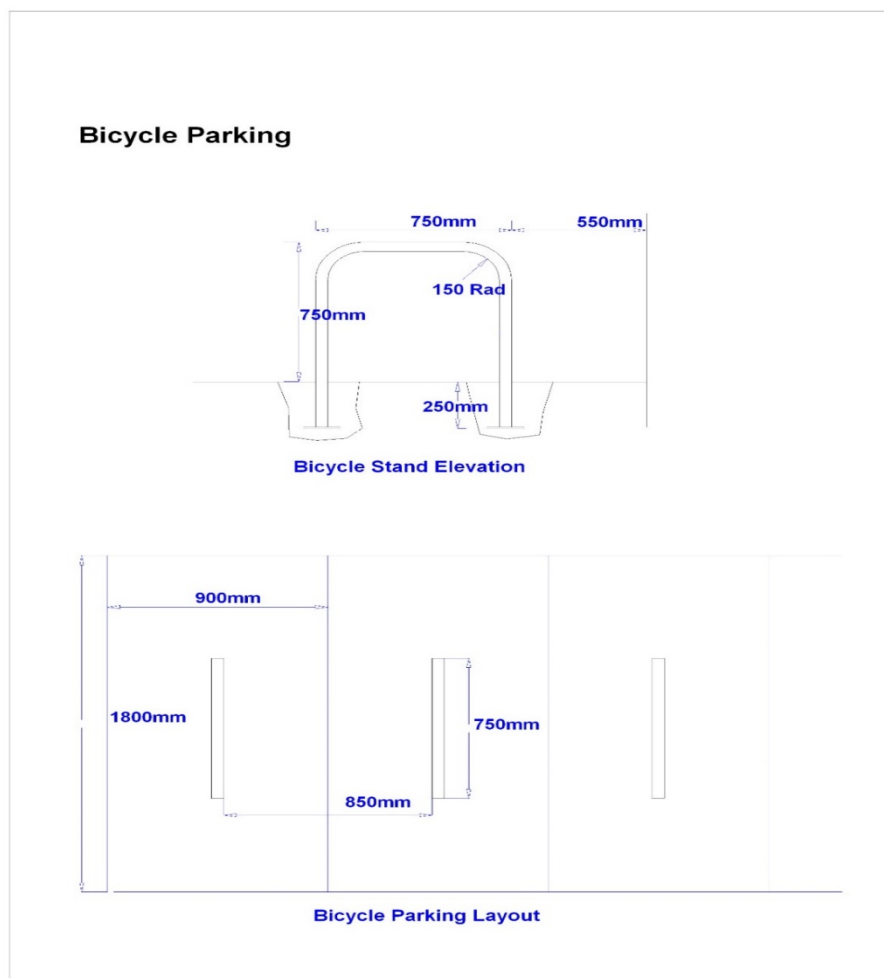 Bicycle Parking
750mm
550mm
150 Rad
750mm
250mm
Bicycle Stand Elevation
900mm
1800mm
750mm
850mm
Bicycle Parking Layout